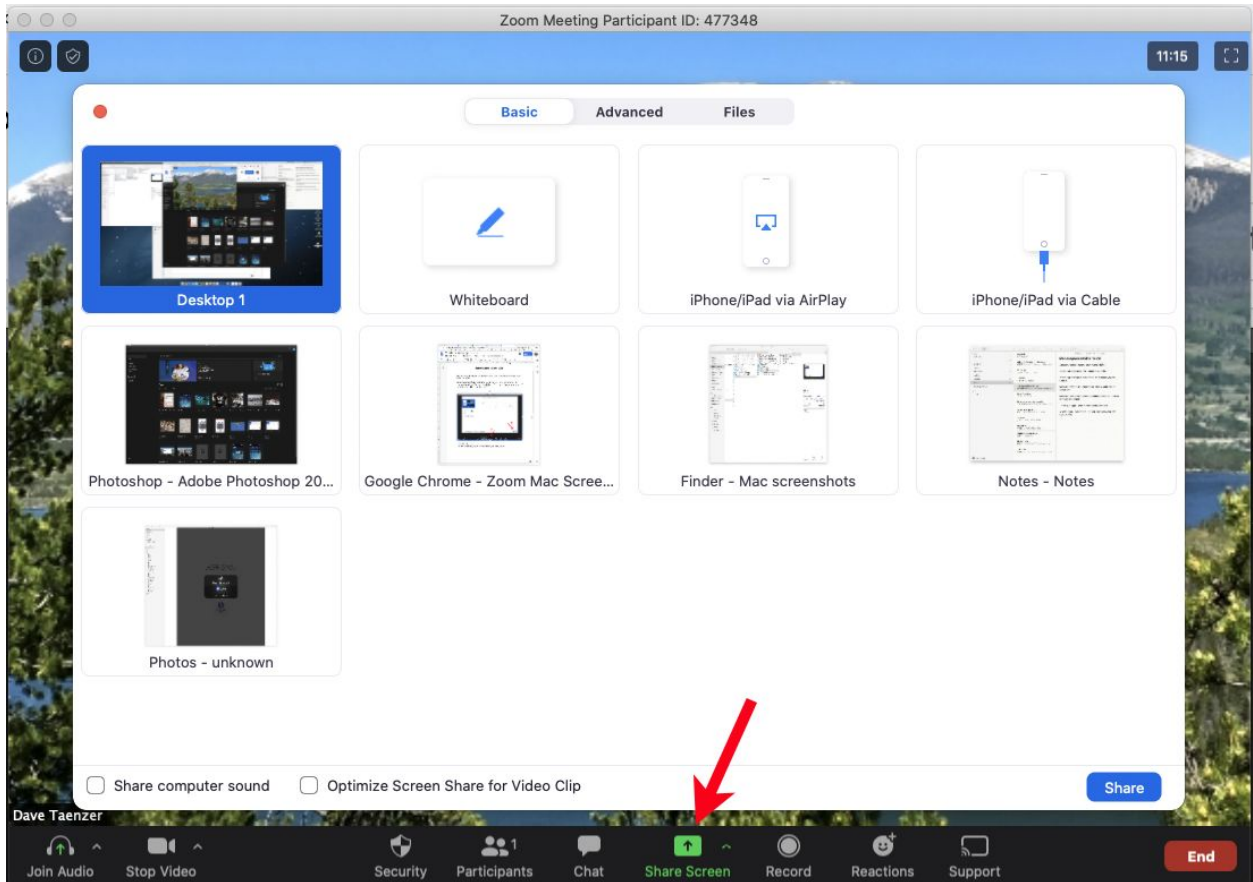 Zoom Meeting Participant ID: 477348
11:15
Basic Advanced Files
Desktop 1 Whiteboard iPhone/iPad via AirPlay iPhone/iPad via Cable
Photoshop - Adobe Photoshop 20... Google Chrome - Zoom Mac Scree... Finder - Mac screenshots Notes - Notes
Photos - unknown
Share computer sound Optimize Screen Share for Video Clip Share
Dave Taenzer
1
Join Audio Stop Video Security Participants Chat Share Screen Record Reactions Support End